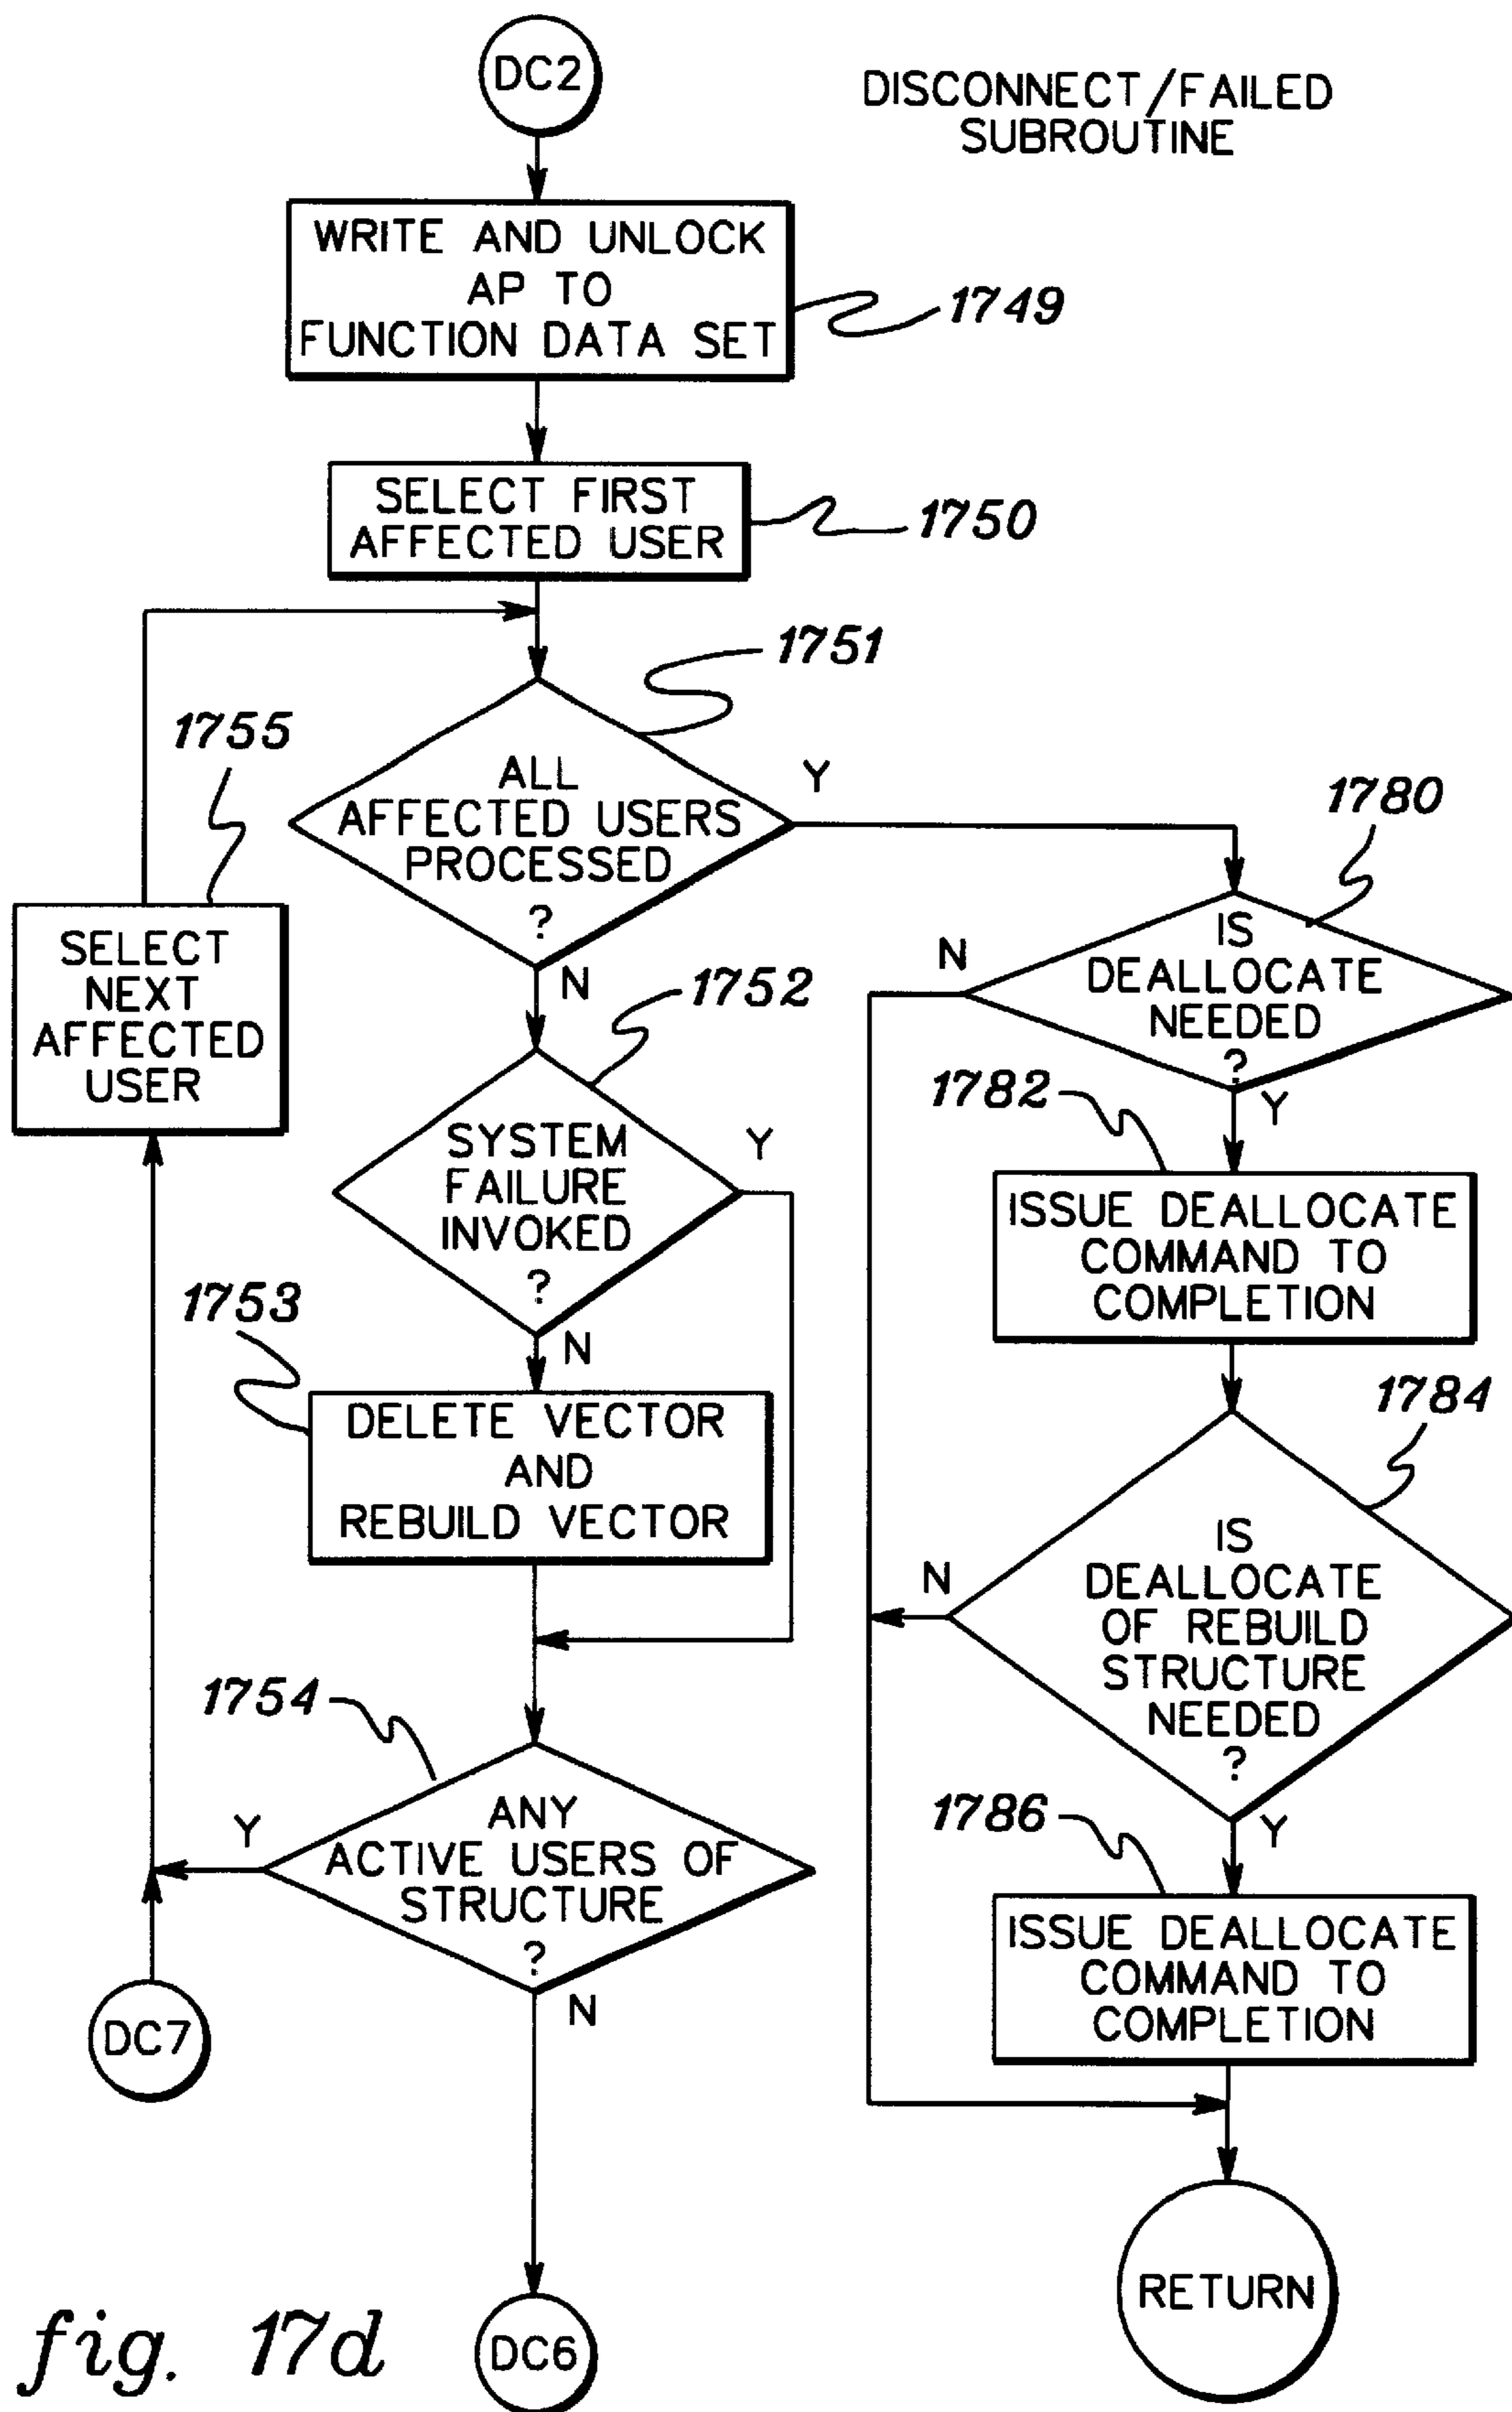 DC2
DISCONNECT/FAILED
SUBROUTINE
WRITE AND UNLOCK
AP TO
FUNCTION DATA SET
1749
SELECT FIRST
AFFECTED USER
1750
1751
ALL
AFFECTED USERS
PROCESSED
?
Y
N
1755
SELECT
NEXT
AFFECTED
USER
1752
SYSTEM
FAILURE
INVOKED
?
Y
N
1753
DELETE VECTOR
AND
REBUILD VECTOR
1754
ANY
ACTIVE USERS OF
STRUCTURE
?
Y
N
DC7
DC6
1780
IS
DEALLOCATE
NEEDED
?
N
Y
1782
ISSUE DEALLOCATE
COMMAND TO
COMPLETION
1784
IS
DEALLOCATE
OF REBUILD
STRUCTURE
NEEDED
?
N
Y
1786
ISSUE DEALLOCATE
COMMAND TO
COMPLETION
RETURN
fig. 17d